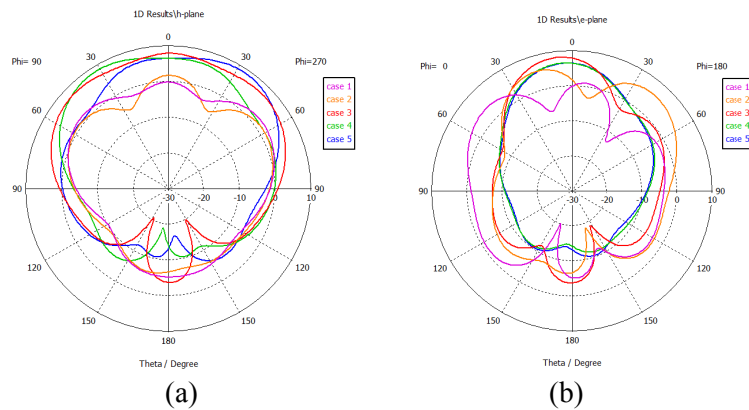 1D Results\h-plane
Phi= 90
0
Phi=270
30
30
60
60
90
-30
-20
-10
0
10
90
120
120
150
150
180
Theta / Degree
case 1
case 2
case 3
case 4
case 5
(a)
1D Results\e-plane
Phi= 0
0
Phi=180
30
30
60
60
90
-30
-20
-10
0
10
90
120
120
150
150
180
Theta / Degree
case 1
case 2
case 3
case 4
case 5
(b)